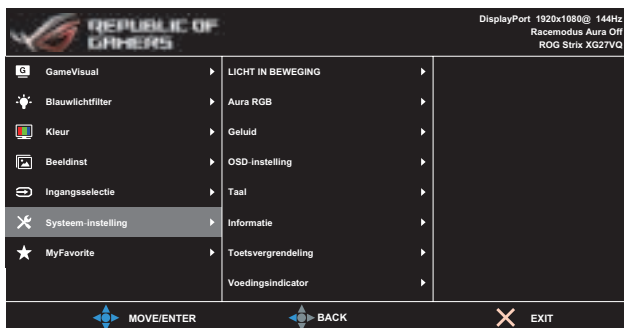 REPUBLIC OF
GAMERS
DisplayPort 1920x1080@ 144Hz
Racemodus Aura Off
ROG Strix XG27VQ
G GameVisual
Blauwlichtfilter
Kleur
Beeldinst
Ingangsselectie
Systeem-instelling
MyFavorite
LICHT IN BEWEGING
Aura RGB
Geluid
OSD-instelling
Taal
Informatie
Toetsvergrendeling
Voedingsindicator
MOVE/ENTER
BACK
EXIT